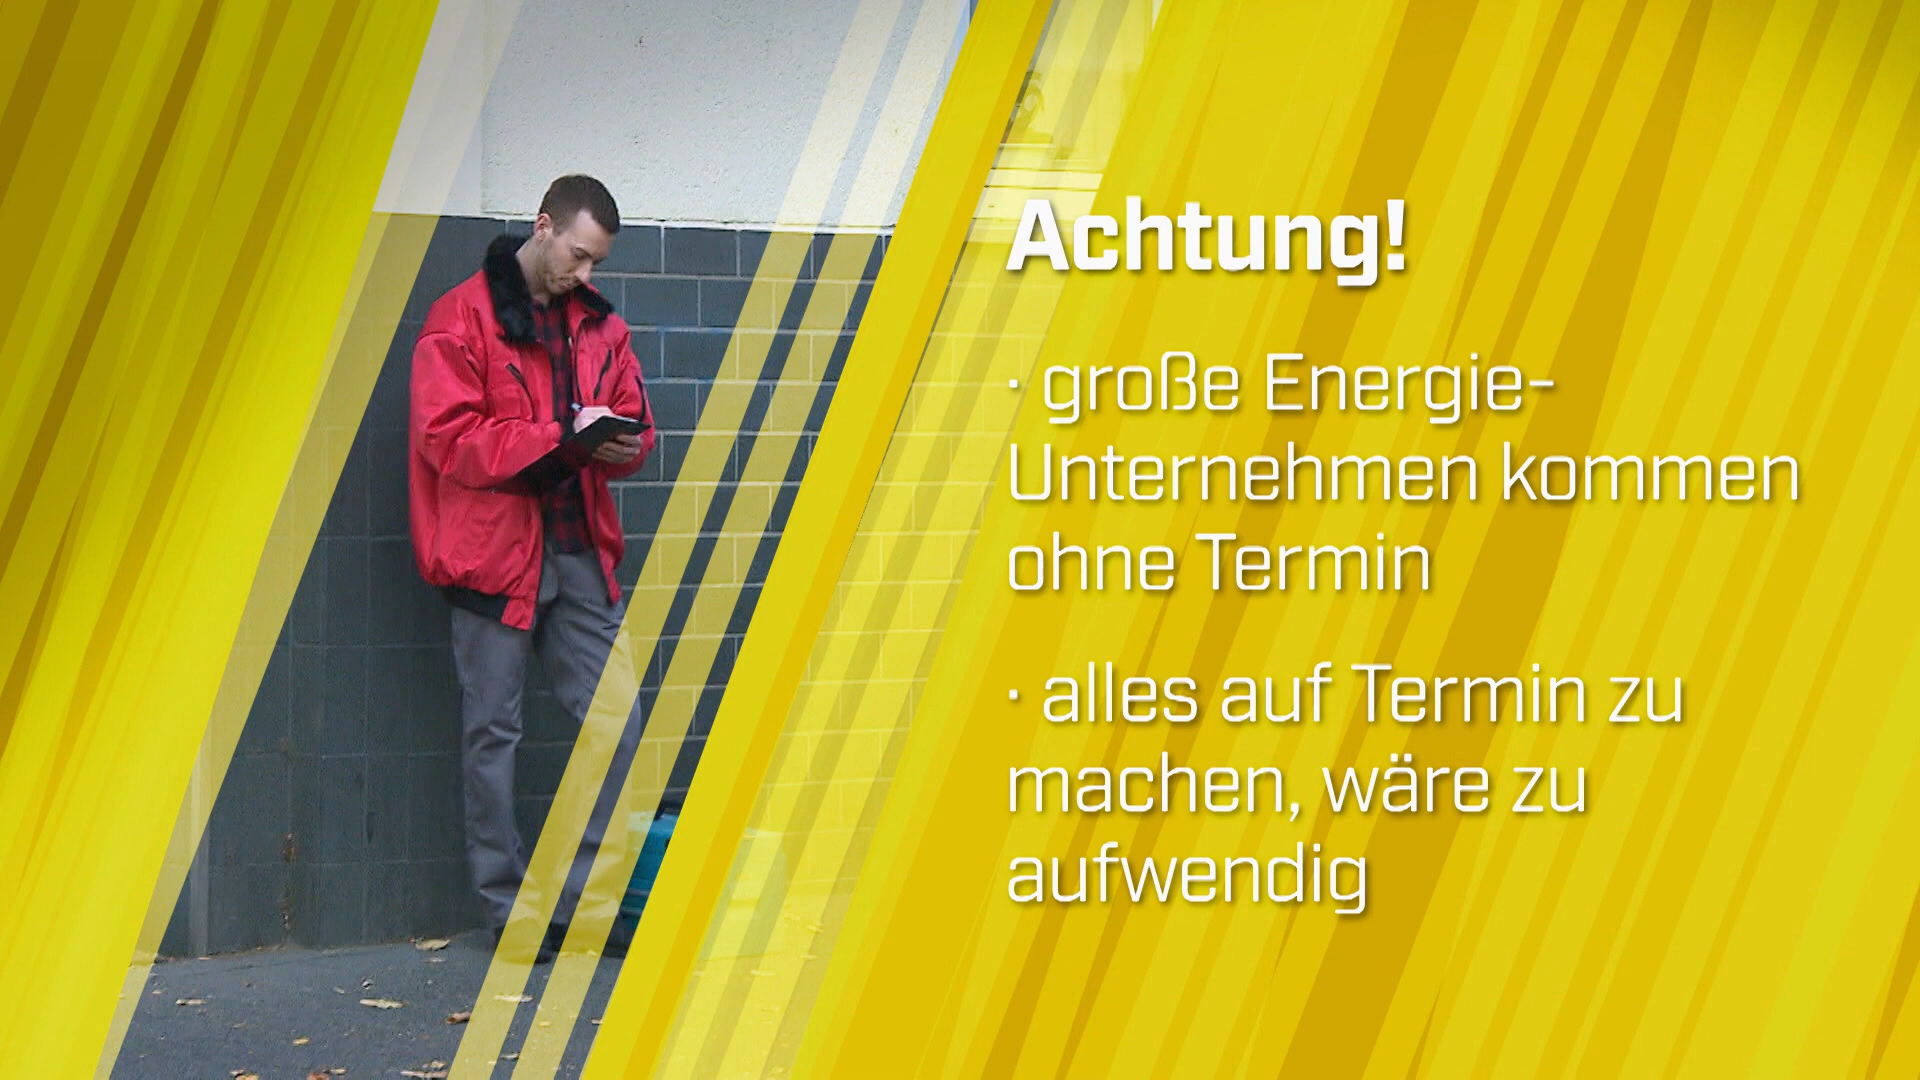 Achtung!
· große Energie-
Unternehmen kommen
ohne Termin
· alles auf Termin zu
machen, wäre zu
aufwendig